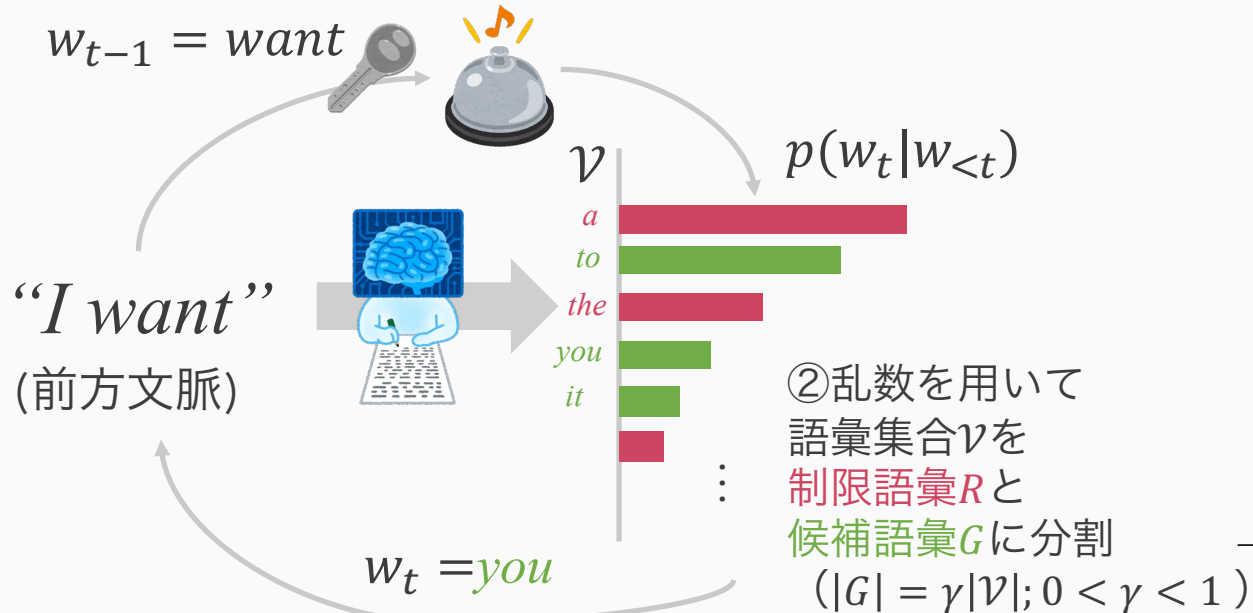 w_{t−1} = want
𝒱
p(w_t|w_{<t})
a
to
the
you
it
⋮
“I want”
(前方文脈)
②乱数を用いて
語彙集合𝒱を
制限語彙Rと
候補語彙Gに分割
(|G| = γ|𝒱|; 0 < γ < 1 )
w_t =you